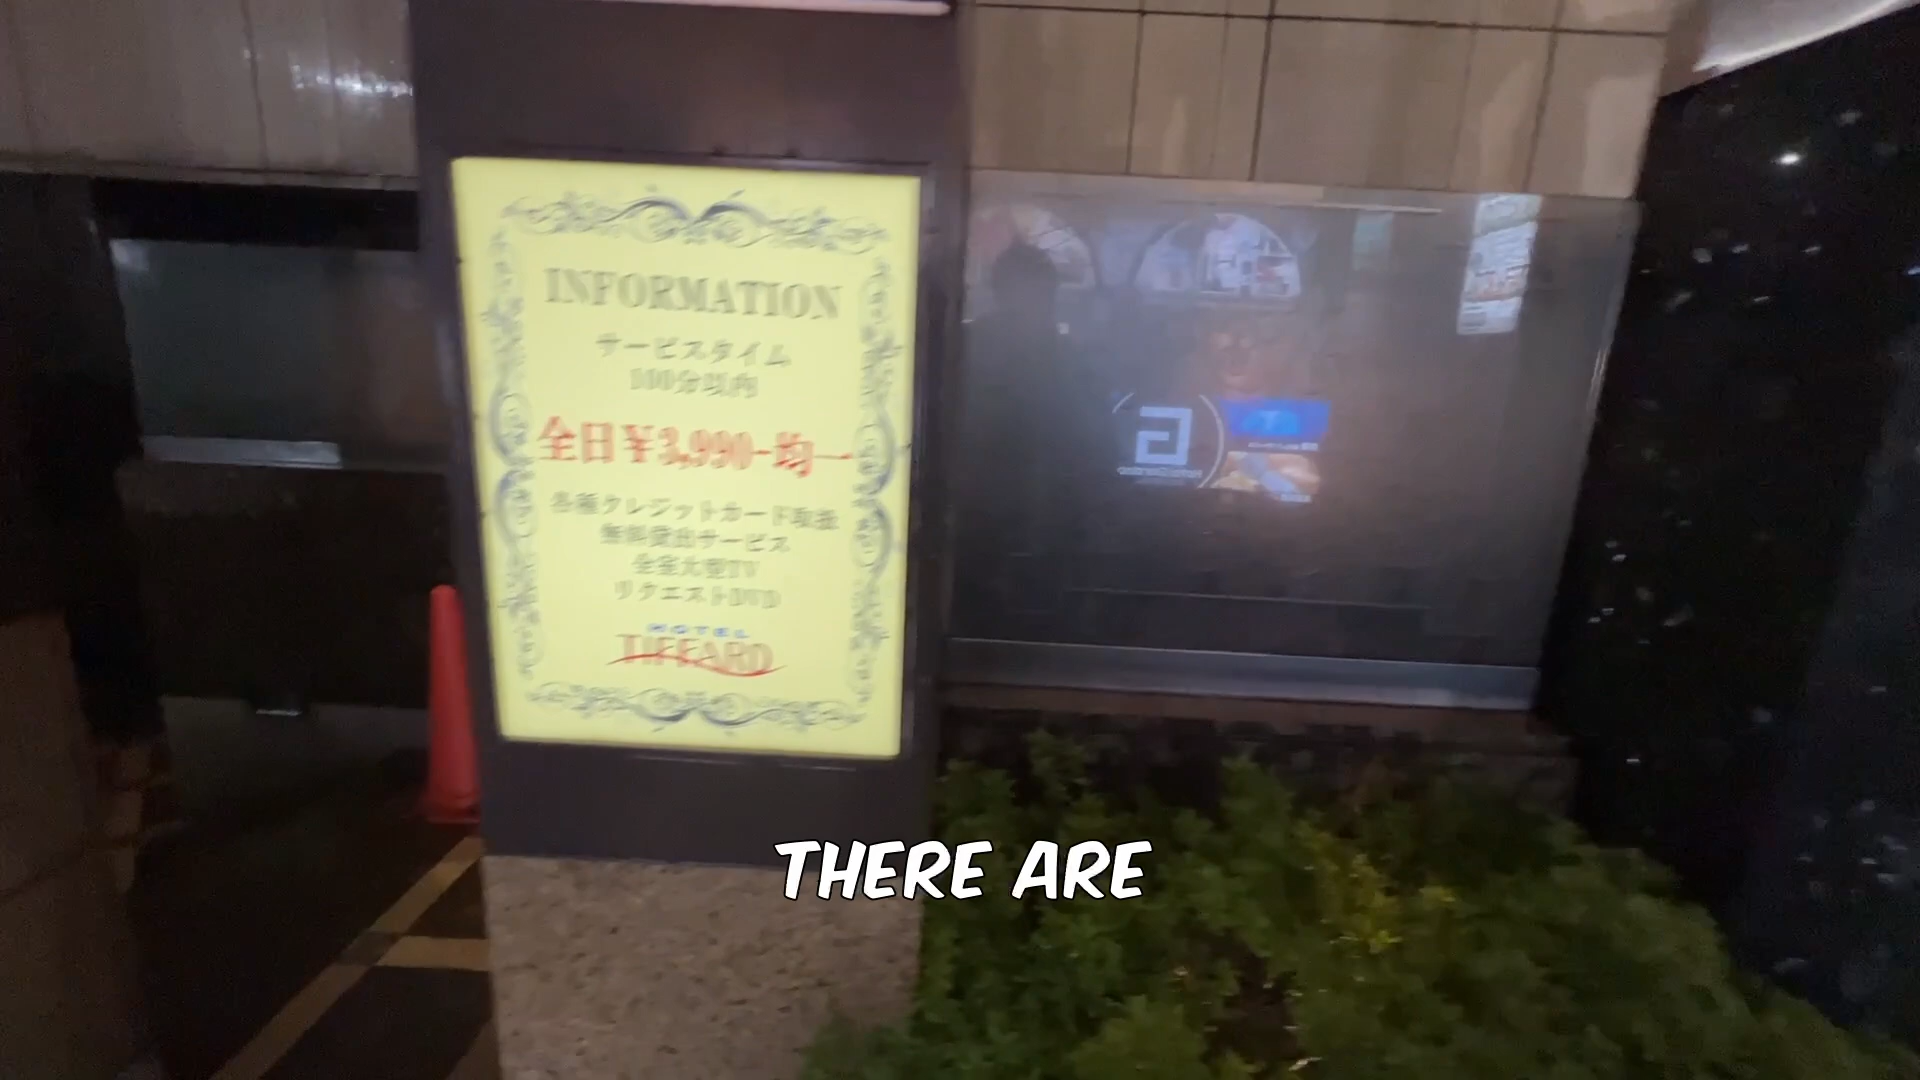 INFORMATION
サービスタイム
100分以内
全日¥3,990-均一
各種クレジットカード取扱
無料貸出サービス
全室大型TV
リクエストDVD
HOTEL
TIFFARD
THERE ARE